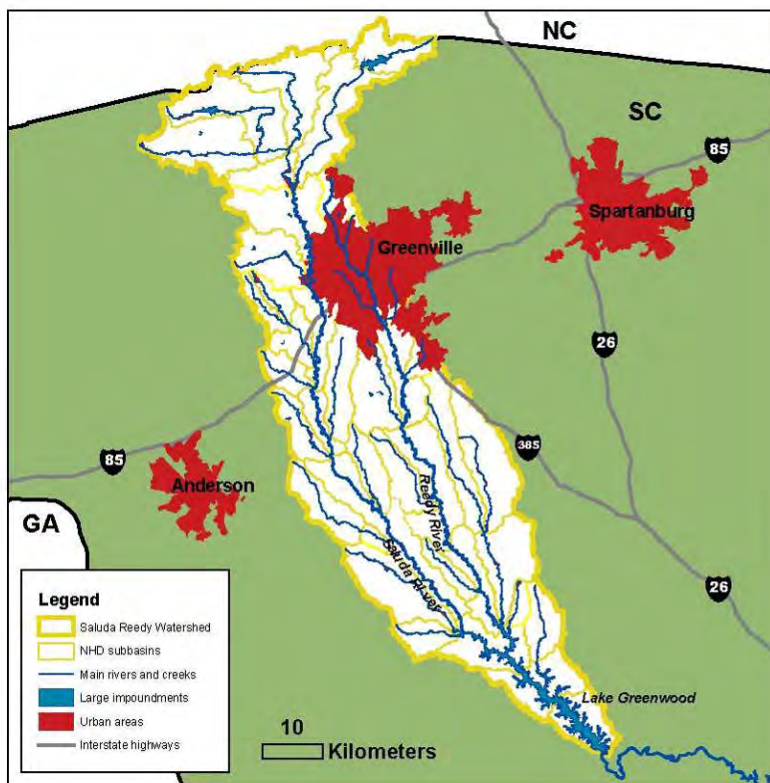 NC
SC
85
Spartanburg
Greenville
26
385
85
Anderson
GA
Reedy River
Saluda River
26
Legend
Saluda Reedy Watershed
NHD subbasins
Main rivers and creeks
Large impoundments
Urban areas
Interstate highways
Lake Greenwood
10
Kilometers